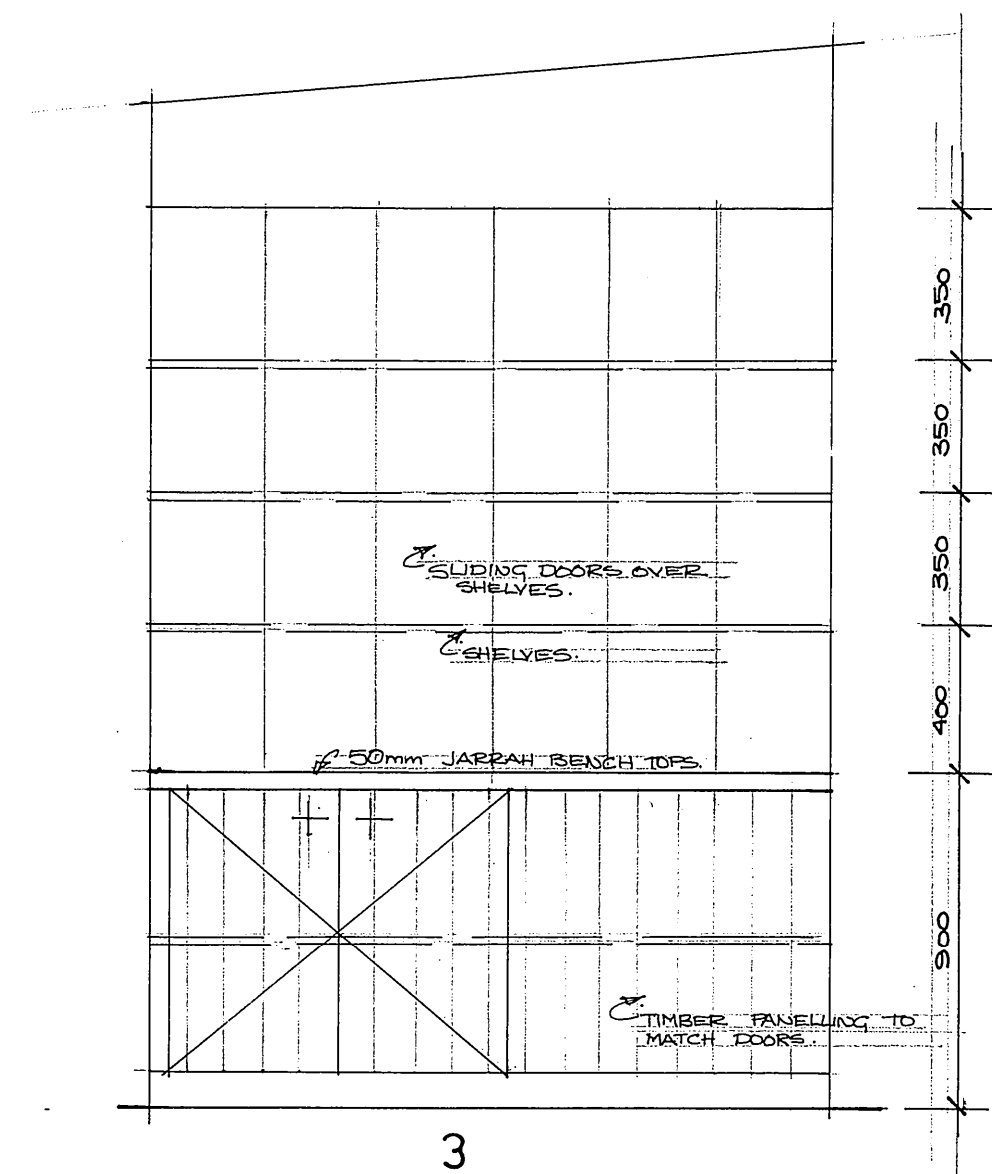 350
350
SLIDING DOORS OVER
SHELVES.
350
SHELVES.
400
50mm JARRAH BENCH TOPS.
900
TIMBER PANELLING TO
MATCH DOORS.
3